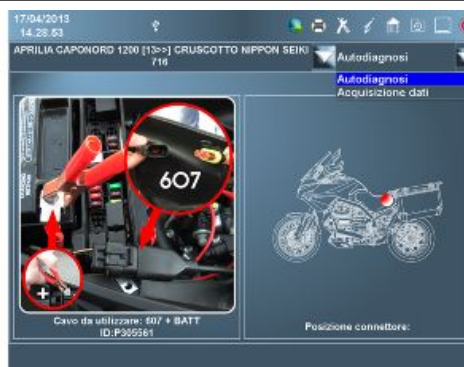 17/04/2013
14.28.53
APRILIA CAPONORD 1200 [13>>] CRUSCOTTO NIPPON SEIKI
716
Autodiagnosi
Autodiagnosi
Acquisizione dati
607
+
-
Cavo da utilizzare: 607 + BATT
ID:P305561
Posizione connettore: